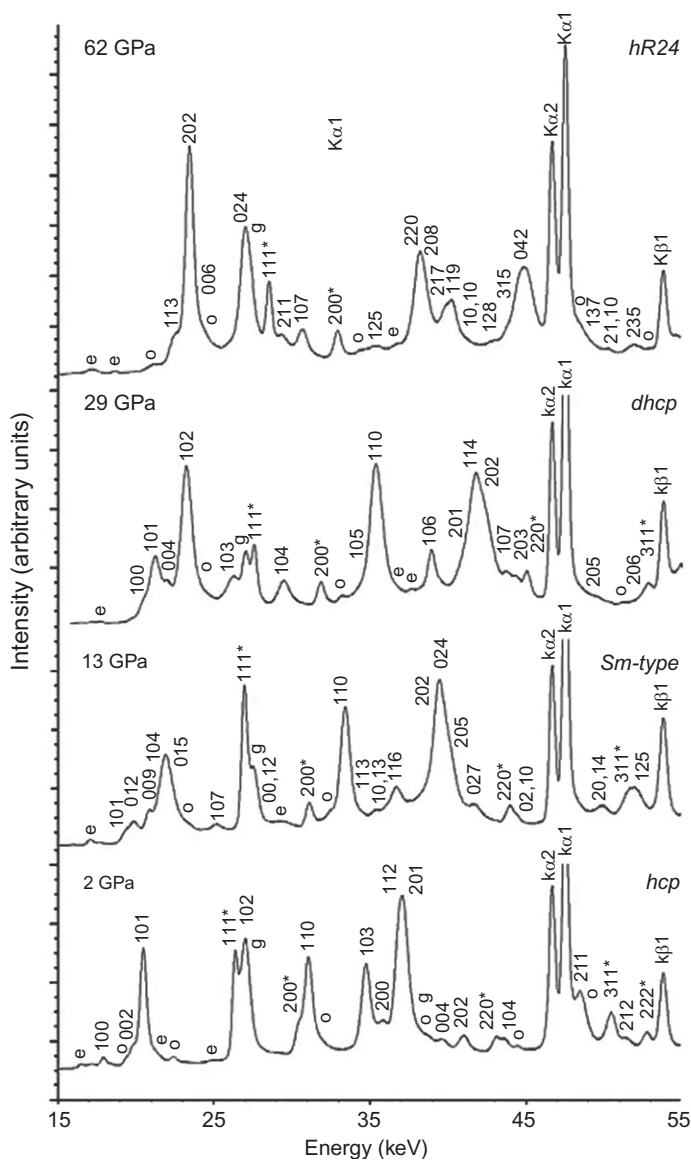 62 GPa
hR24
Kα1
Kα2
Kα1
202
024
g
111*
006
o
113
e
e
o
211
107
200*
o
125
e
220
208
217
119
10,10
128
315
042
o
137
21,10
235
o
Kβ1
29 GPa
dhcp
kα2
kα1
102
101
004
100
e
o
103
g
111*
104
200*
o
105
110
e
e
106
201
114
202
107
203
220*
205
o
206
311*
kβ1
13 GPa
Sm-type
kα2
kα1
111*
g
00,12
104
015
009
012
101
e
o
107
e
200*
o
110
113
10,13
116
202
024
205
027
220*
02,10
20,14
311*
125
kβ1
2 GPa
hcp
kα2
kα1
101
002
o
100
e
e
o
e
111*
102
g
200*
110
o
103
200
112
201
o g
004
202
220*
104
o
211
o
311*
212
222*
kβ1
Intensity (arbitrary units)
15
25
35
45
55
Energy (keV)